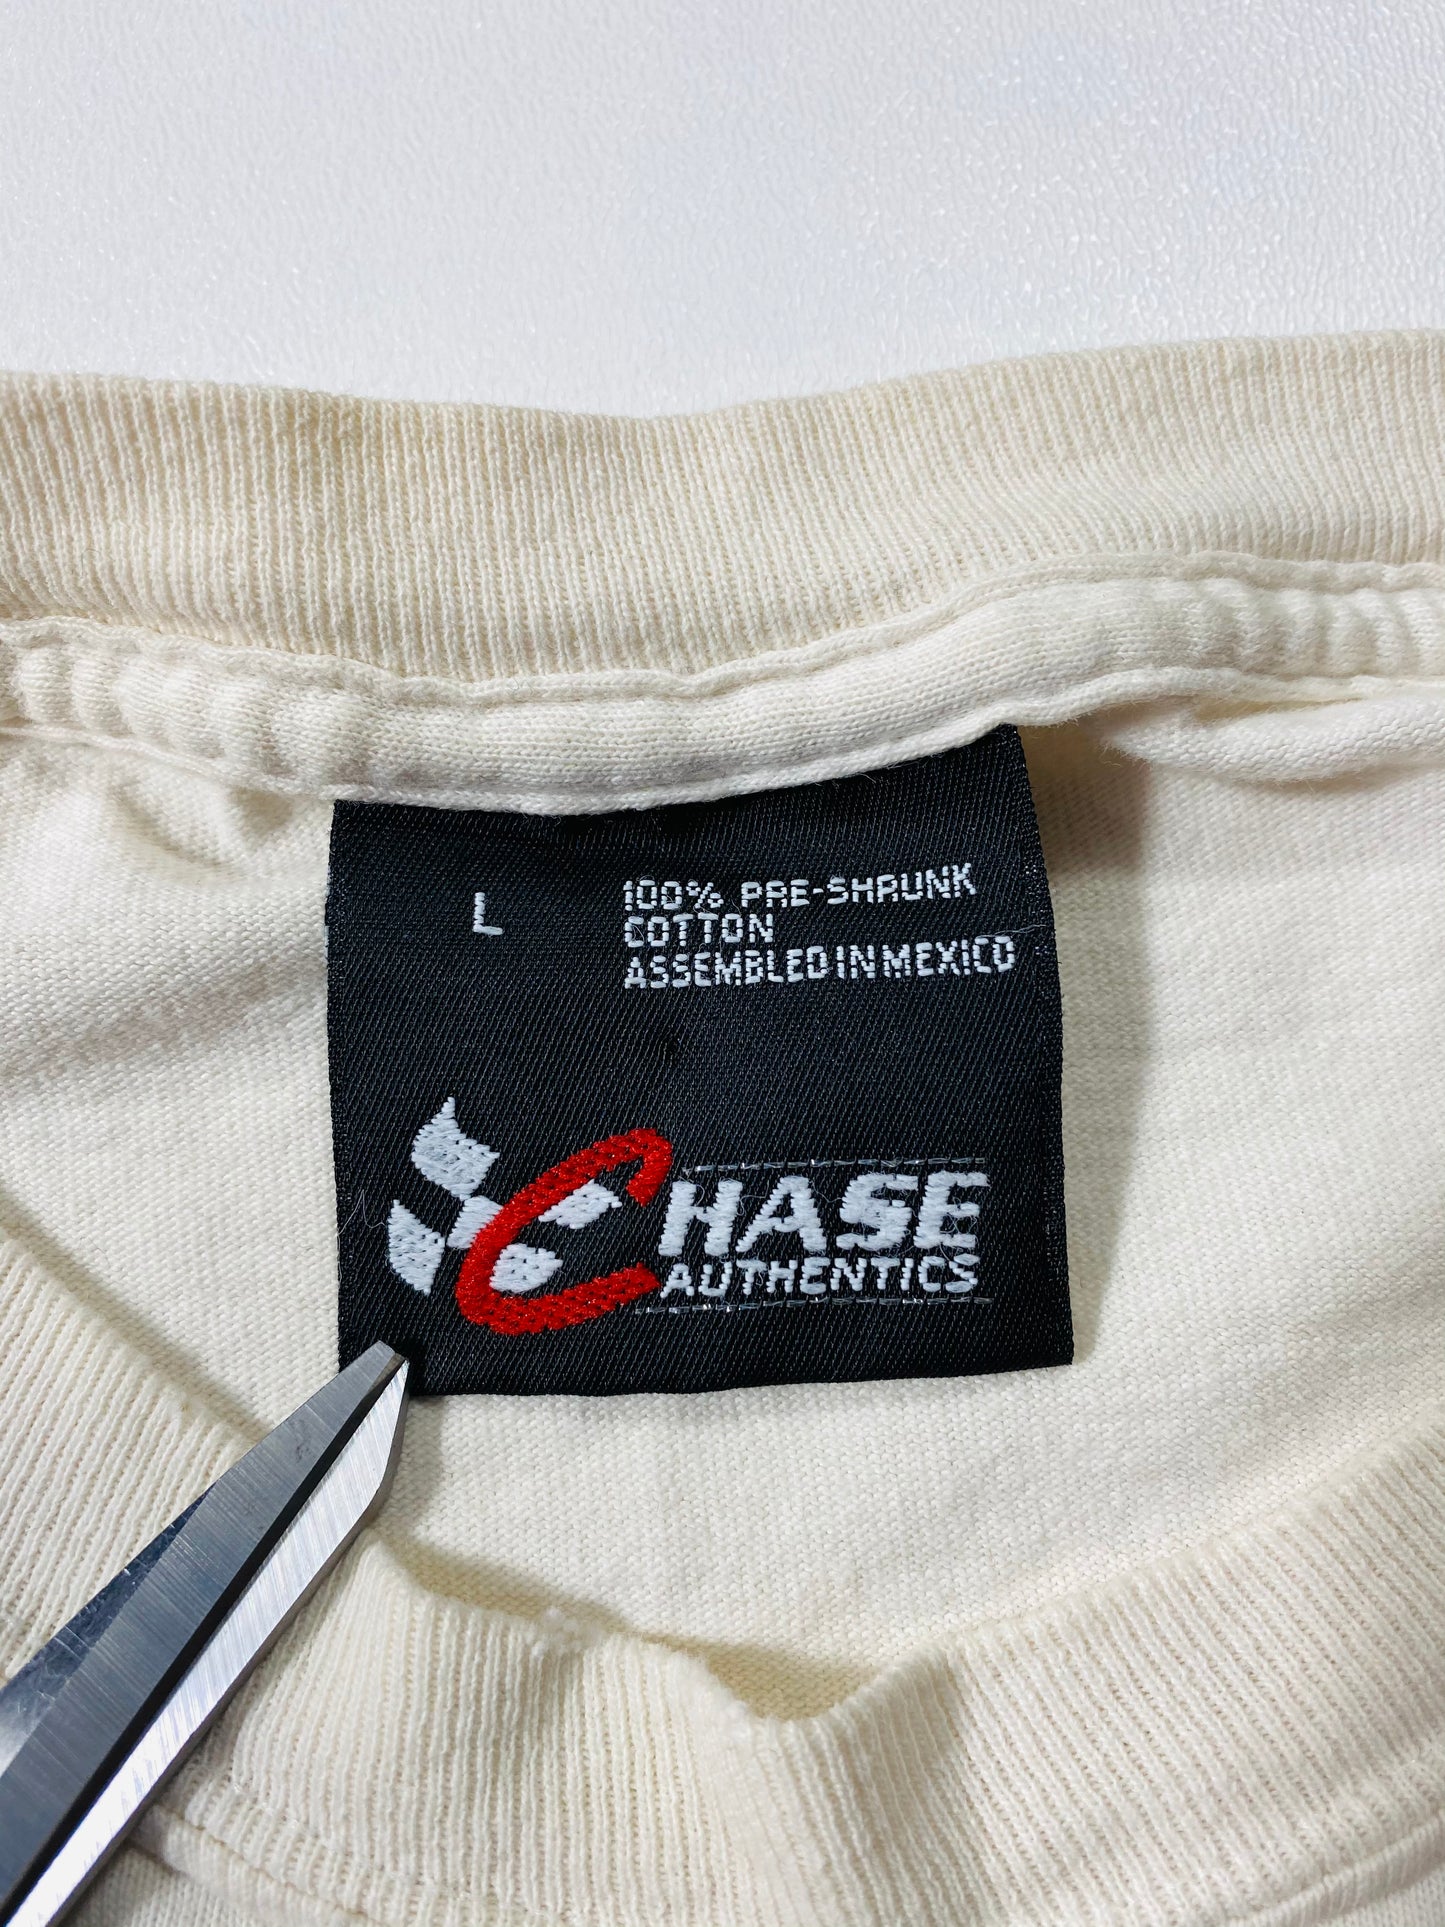 L
100% PRE-SHRUNK
COTTON
ASSEMBLED IN MEXICO
CHASE
AUTHENTICS